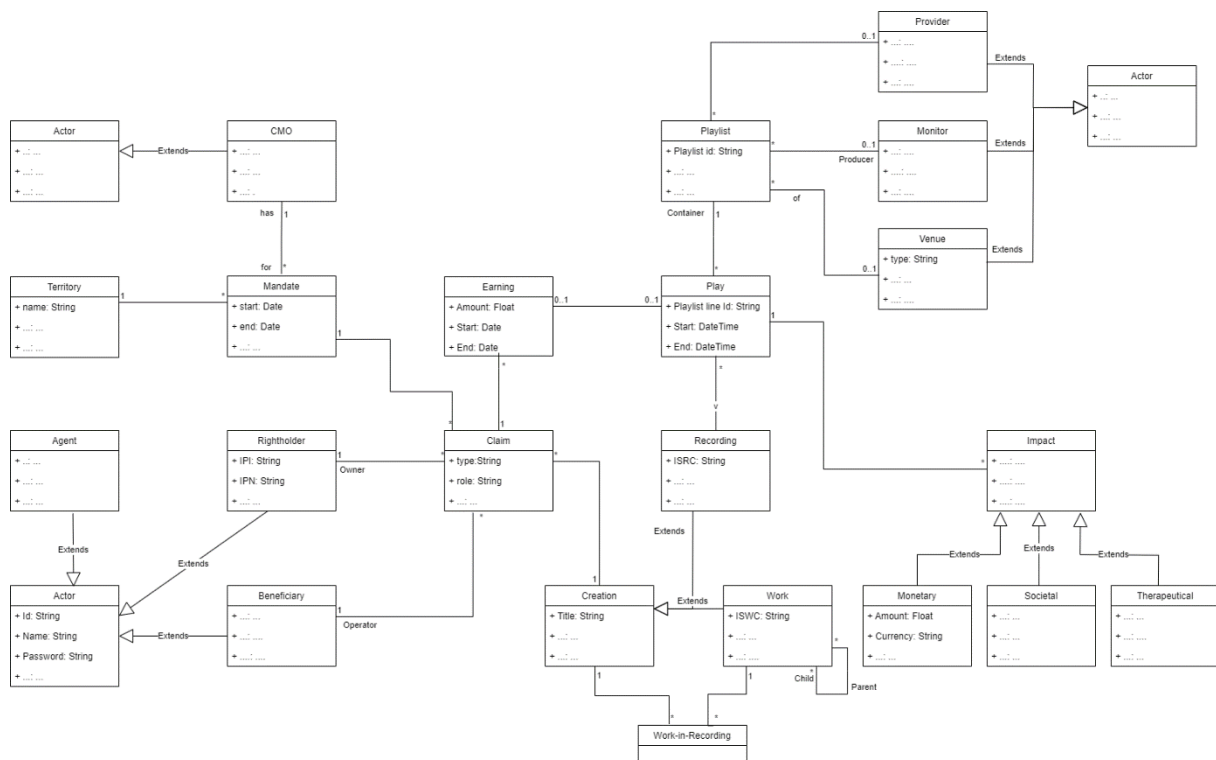 Provider
+ ....: ....
+ ....: ....
+ ...: ....
0..1
Extends
Actor
+ ..: ...
+ ...: ...
+ ...: ...
*
Actor
+ ..: ...
+ ...: ...
+ ...: ...
Extends
CMO
+ ...: ...
+ ...: ...
+ ...: .
has
1
Playlist
+ Playlist id: String
+ ...: ....
+ ...: ...
*
0..1
Producer
Monitor
+ ....: ....
+ ...: ....
+ ...: ...
Extends
*
of
Container
1
Venue
+ type: String
+ ...: ...
+ ...: ....
0..1
Extends
for
*
*
Territory
+ name: String
+ ...: ...
+ ...: ...
1
*
Mandate
+ start: Date
+ end: Date
+ ...: ...
1
Earning
+ Amount: Float
+ Start: Date
+ End: Date
0..1
0..1
Play
+ Playlist line Id: String
+ Start: DateTime
+ End: DateTime
1
*
*
v
*
1
Agent
+ ..: ...
+ ...: ...
+ ...: ...
Rightholder
+ IPI: String
+ IPN: String
+ ...: ...
1
Owner
*
Claim
+ type:String
+ role: String
+ ...: ...
*
*
Recording
+ ISRC: String
+ ...: ...
+ ...: ...
*
Impact
+ ....: ....
+ ....: ....
+ ...: ...
Extends
Extends
Extends
Extends
Extends
Extends
Actor
+ Id: String
+ Name: String
+ Password: String
+ ...: ...
Extends
Beneficiary
+ ...: ....
+ ...: ....
+ ....: ....
1
Operator
1
Creation
+ Title: String
+ ...: ...
+ ...: ...
Extends
Work
+ ISWC: String
+ ...: ...
+ ...: ....
*
*
Child
Parent
Monetary
+ Amount: Float
+ Currency: String
+ ...: ...
Societal
+ ...: ....
+ ...: ...
+ ...: ...
Therapeutical
+ ...: ....
+ ...: ....
+ ...: ...
1
1
*
*
Work-in-Recording